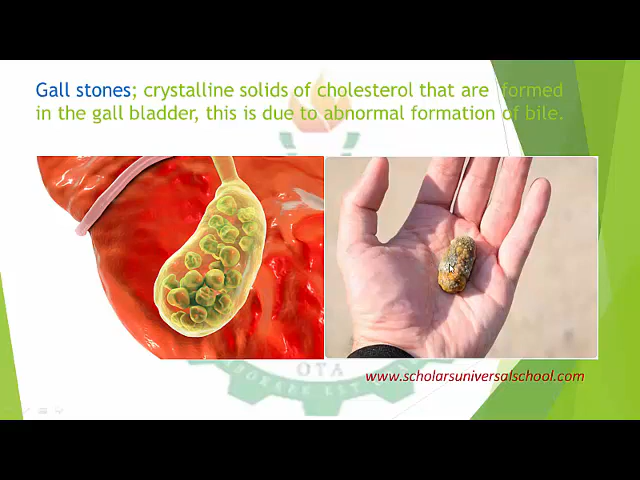 Gall stones; crystalline solids of cholesterol that are formed
in the gall bladder, this is due to abnormal formation of bile.
OTA
www.scholarsuniversalschool.com